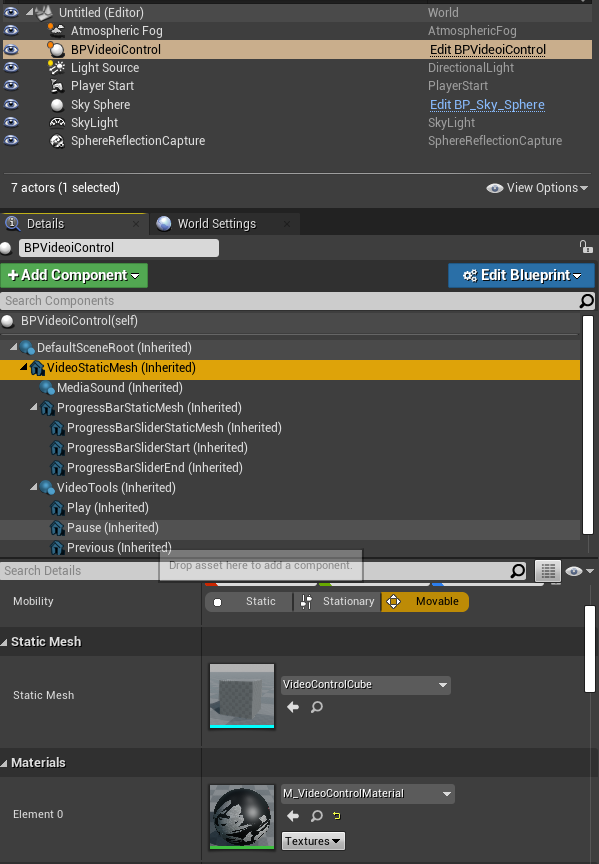 Untitled (Editor) World
Atmospheric Fog AtmosphericFog
BPVideoiControl Edit BPVideoiControl
Light Source DirectionalLight
Player Start PlayerStart
Sky Sphere Edit BP_Sky_Sphere
SkyLight SkyLight
SphereReflectionCapture SphereReflectionCapture
7 actors (1 selected) View Options
Details World Settings
BPVideoiControl
+ Add Component Edit Blueprint
Search Components
BPVideoiControl(self)
DefaultSceneRoot (Inherited)
VideoStaticMesh (Inherited)
MediaSound (Inherited)
ProgressBarStaticMesh (Inherited)
ProgressBarSliderStaticMesh (Inherited)
ProgressBarSliderStart (Inherited)
ProgressBarSliderEnd (Inherited)
VideoTools (Inherited)
Play (Inherited)
Pause (Inherited)
Previous (Inherited)
Drop asset here to add a component.
Search Details
Mobility Static Stationary Movable
Static Mesh
Static Mesh VideoControlCube
Materials
Element 0 M_VideoControlMaterial
Textures